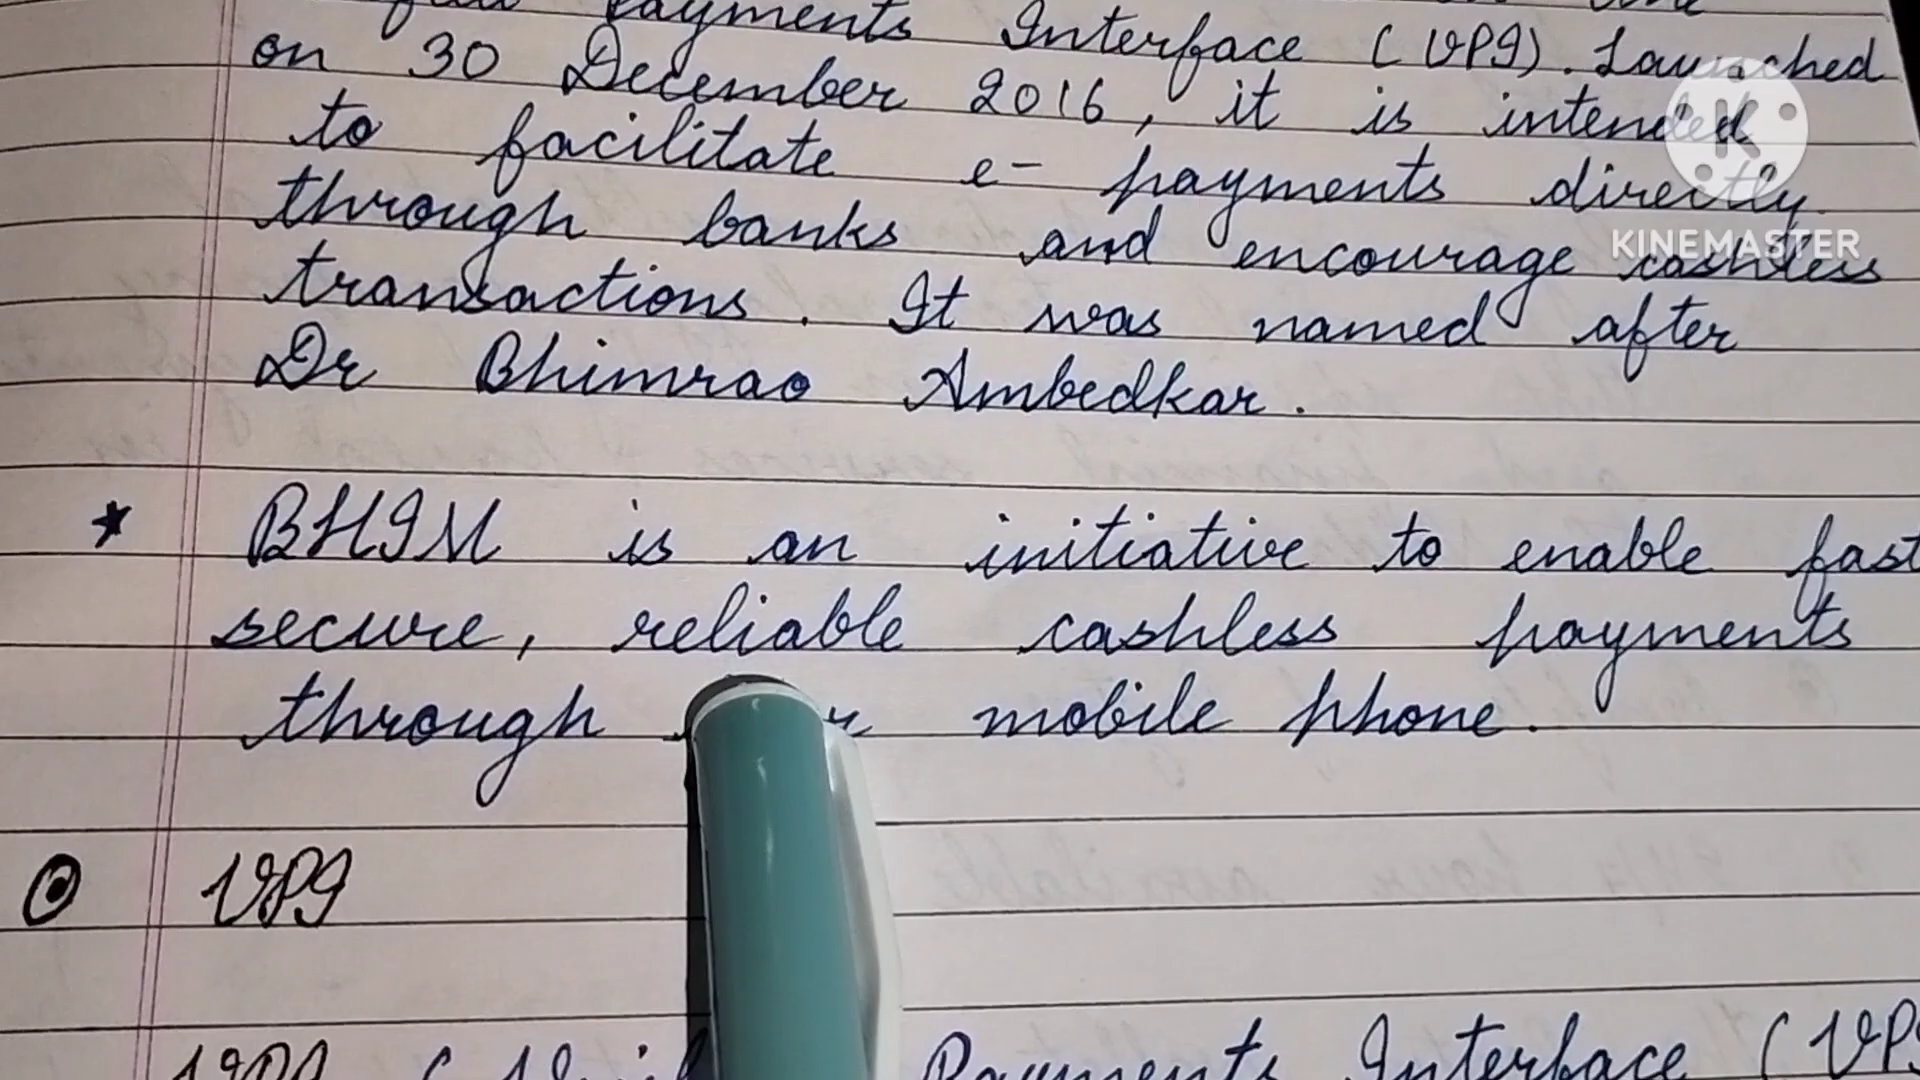 Payments Interface (UPI). Launched
on 30 December 2016, it is intended
to facilitate e- payments directly
through banks and encourage cashless
transactions. It was named after
Dr Bhimrao Ambedkar.
* BHIM is an initiative to enable fast
secure, reliable cashless payments
through mobile phone.
UPI
UPI ( Payments Interface (UPI
K
KINEMASTER